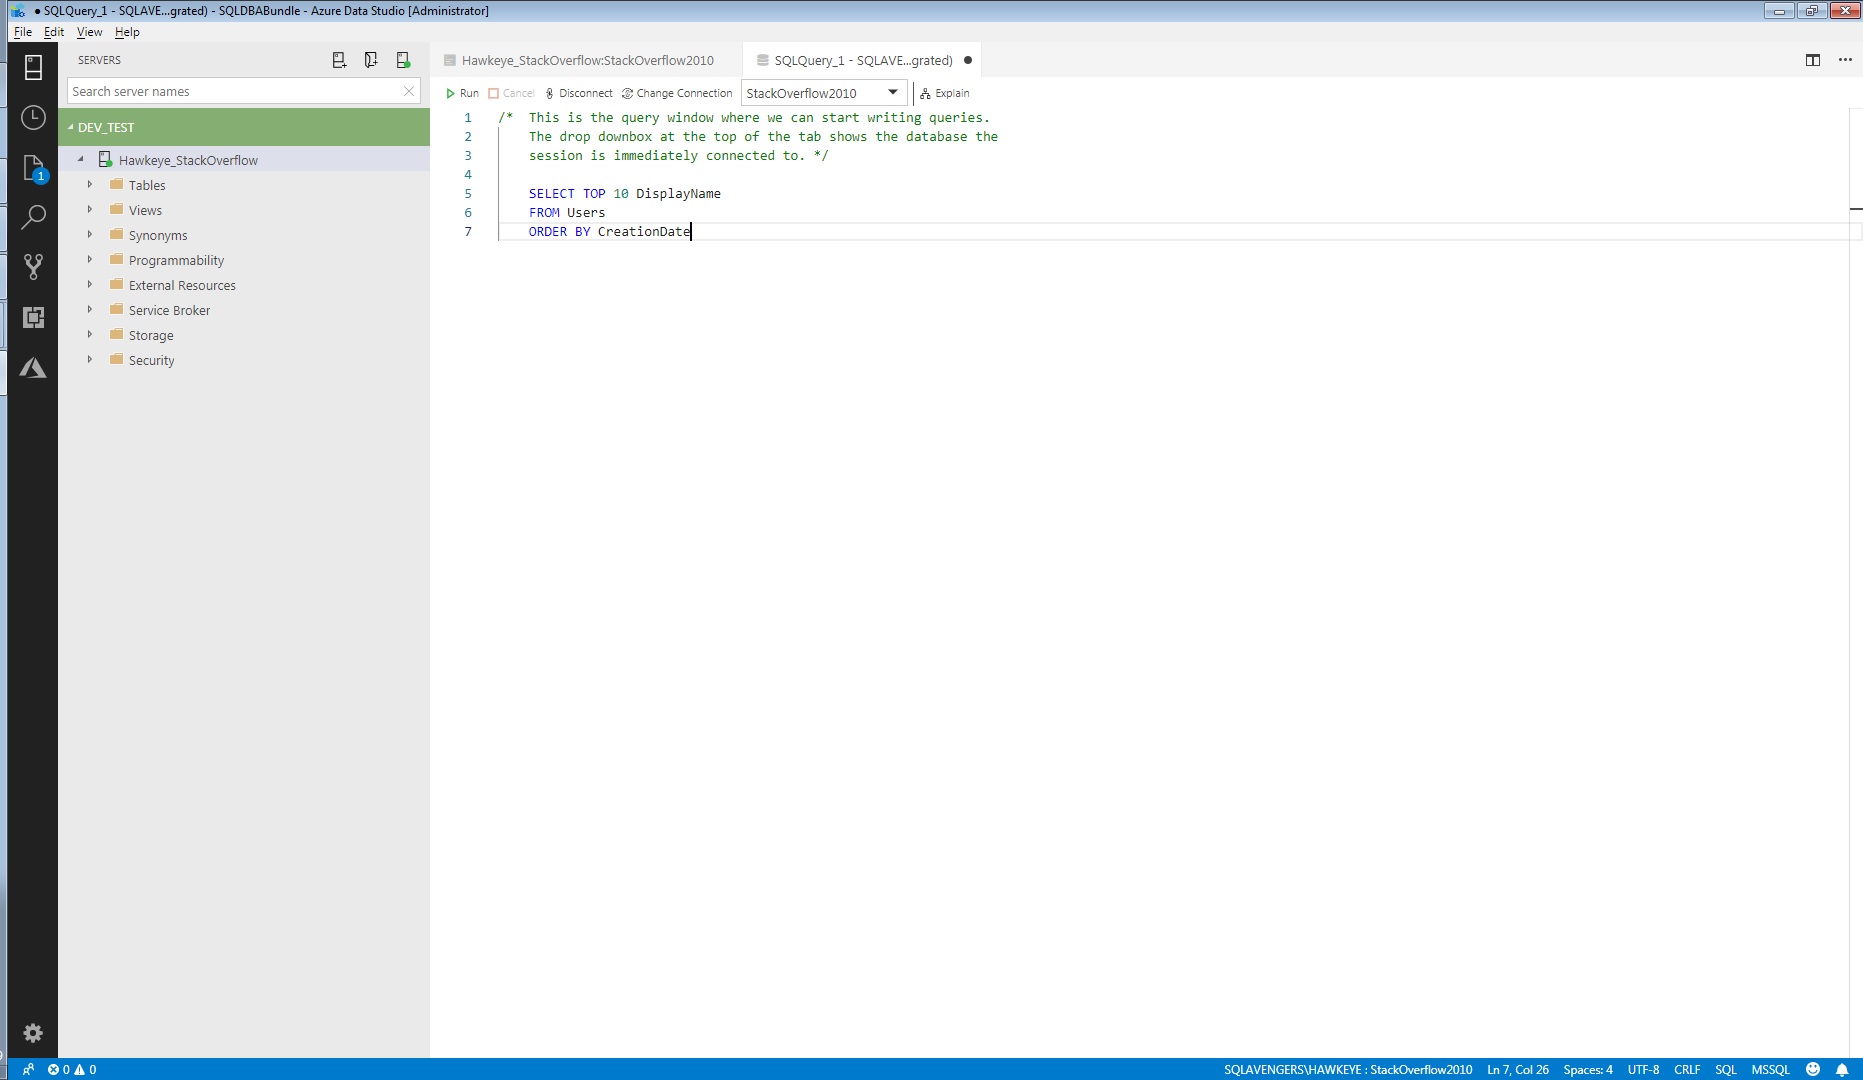 ● SQLQuery_1 - SQLAVE...grated) - SQLDBABundle - Azure Data Studio [Administrator]
File Edit View Help
SERVERS
Search server names
DEV_TEST
Hawkeye_StackOverflow
Tables
Views
Synonyms
Programmability
External Resources
Service Broker
Storage
Security
1
Hawkeye_StackOverflow:StackOverflow2010
SQLQuery_1 - SQLAVE...grated) ●
Run Cancel Disconnect Change Connection StackOverflow2010 Explain
1 /* This is the query window where we can start writing queries.
2 The drop downbox at the top of the tab shows the database the
3 session is immediately connected to. */
4
5 SELECT TOP 10 DisplayName
6 FROM Users
7 ORDER BY CreationDate
0 0 SQLAVENGERS\HAWKEYE : StackOverflow2010 Ln 7, Col 26 Spaces: 4 UTF-8 CRLF SQL MSSQL